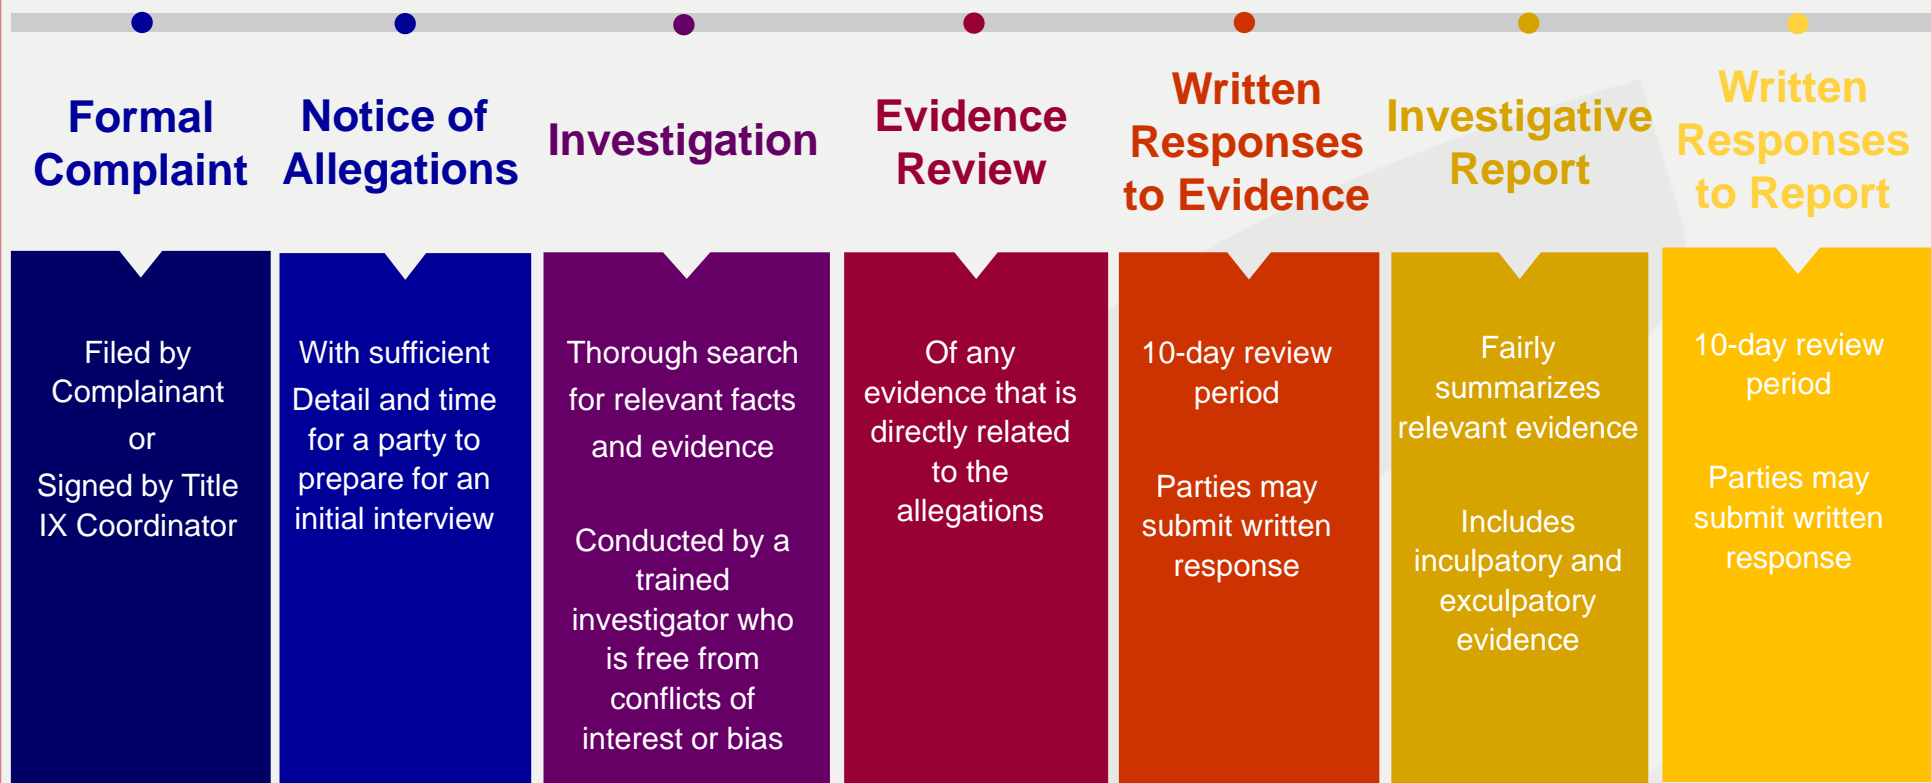 Formal
Complaint
Notice of
Allegations
Investigation
Evidence
Review
Written
Responses
to Evidence
Investigative
Report
Written
Responses
to Report
Filed by
Complainant
or
Signed by Title
IX Coordinator
With sufficient
Detail and time
for a party to
prepare for an
initial interview
Thorough search
for relevant facts
and evidence
Conducted by a
trained
investigator who
is free from
conflicts of
interest or bias
Of any
evidence that is
directly related
to the
allegations
10-day review
period
Parties may
submit written
response
Fairly
summarizes
relevant evidence
Includes
inculpatory and
exculpatory
evidence
10-day review
period
Parties may
submit written
response